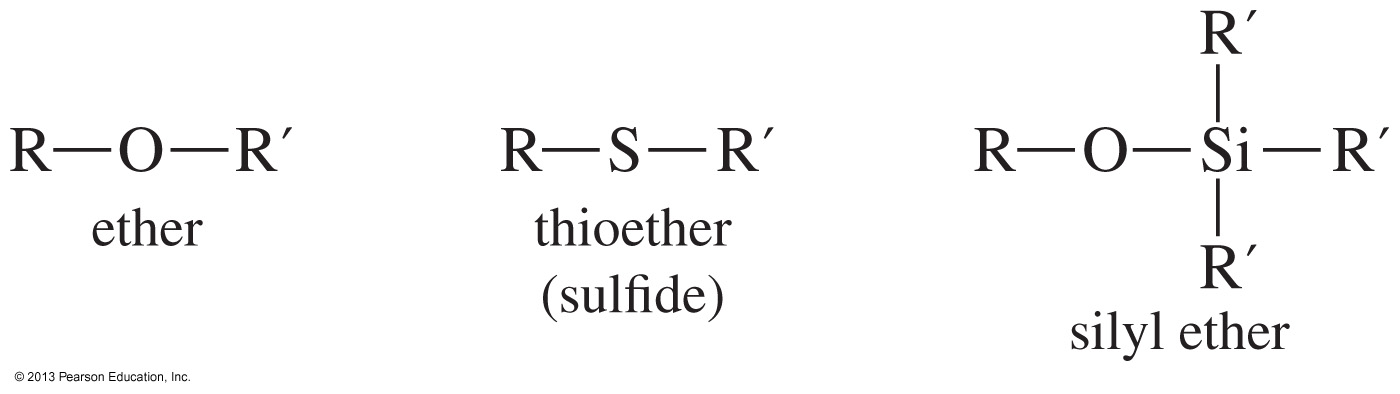 R′
R—O—R′
R—S—R′
R—O—Si—R′
R′
ether
thioether
(sulfide)
silyl ether
© 2013 Pearson Education, Inc.